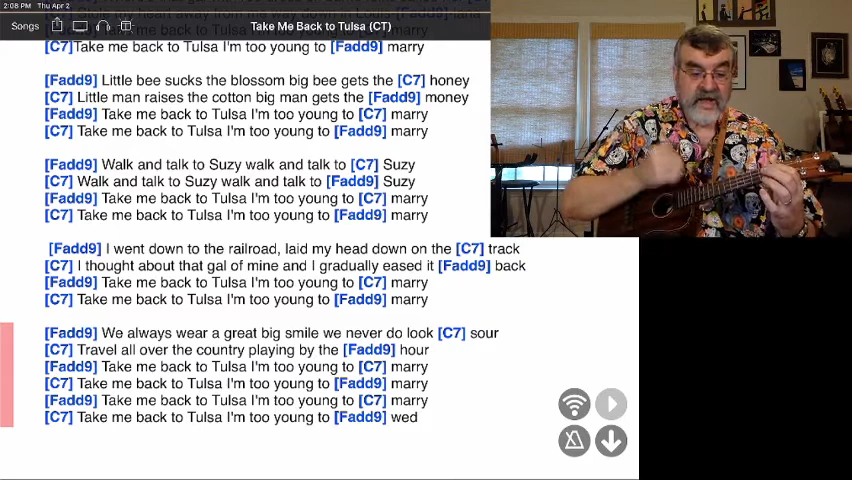 2:08 PM Thu Apr 2
Songs
Take Me Back to Tulsa (CT)
[C7]Take me back to Tulsa I'm too young to [Fadd9] marry
[Fadd9] Little bee sucks the blossom big bee gets the [C7] honey
[C7] Little man raises the cotton big man gets the [Fadd9] money
[Fadd9] Take me back to Tulsa I'm too young to [C7] marry
[C7] Take me back to Tulsa I'm too young to [Fadd9] marry
[Fadd9] Walk and talk to Suzy walk and talk to [C7] Suzy
[C7] Walk and talk to Suzy walk and talk to [Fadd9] Suzy
[Fadd9] Take me back to Tulsa I'm too young to [C7] marry
[C7] Take me back to Tulsa I'm too young to [Fadd9] marry
[Fadd9] I went down to the railroad, laid my head down on the [C7] track
[C7] I thought about that gal of mine and I gradually eased it [Fadd9] back
[Fadd9] Take me back to Tulsa I'm too young to [C7] marry
[C7] Take me back to Tulsa I'm too young to [Fadd9] marry
[Fadd9] We always wear a great big smile we never do look [C7] sour
[C7] Travel all over the country playing by the [Fadd9] hour
[Fadd9] Take me back to Tulsa I'm too young to [C7] marry
[C7] Take me back to Tulsa I'm too young to [Fadd9] marry
[Fadd9] Take me back to Tulsa I'm too young to [C7] marry
[C7] Take me back to Tulsa I'm too young to [Fadd9] wed